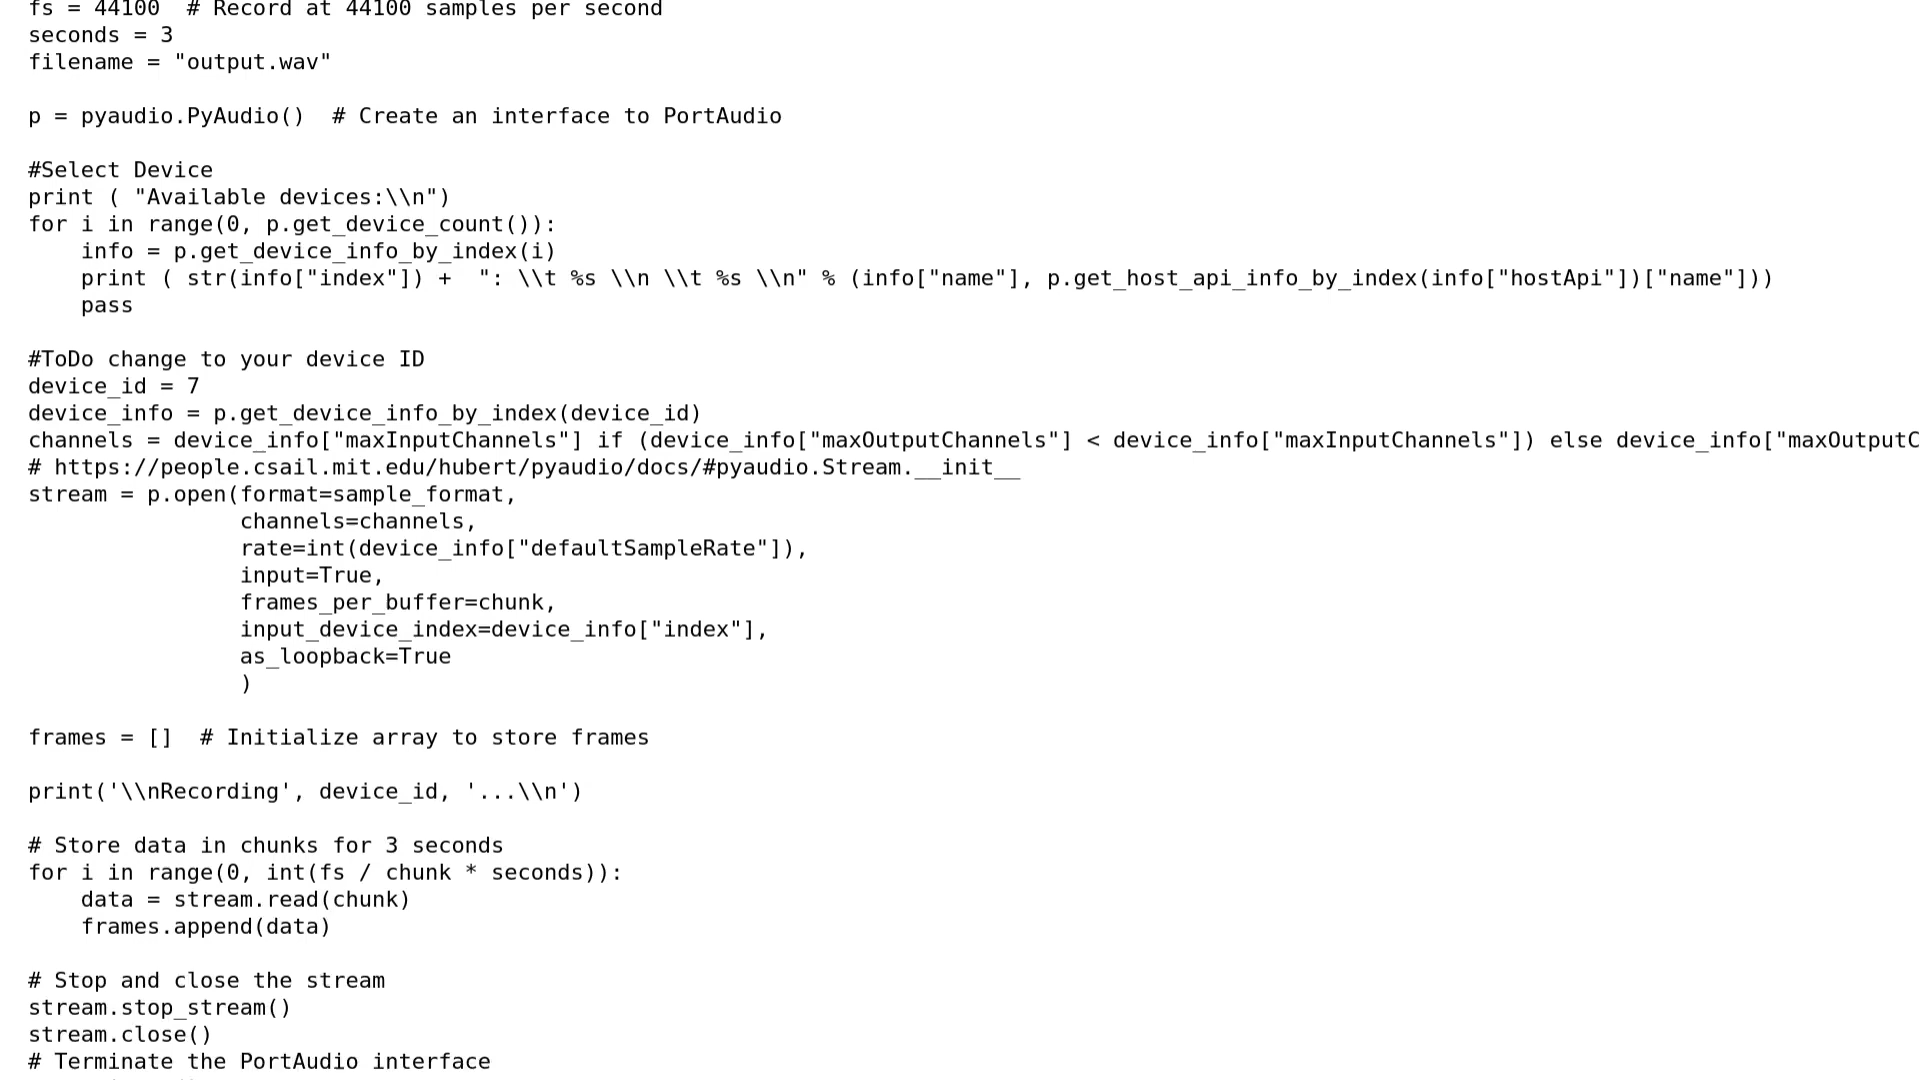 fs = 44100  # Record at 44100 samples per second
seconds = 3
filename = "output.wav"

p = pyaudio.PyAudio()  # Create an interface to PortAudio

#Select Device
print ( "Available devices:\\n")
for i in range(0, p.get_device_count()):
    info = p.get_device_info_by_index(i)
    print ( str(info["index"]) +  ": \\t %s \\n \\t %s \\n" % (info["name"], p.get_host_api_info_by_index(info["hostApi"])["name"]))
    pass

#ToDo change to your device ID
device_id = 7
device_info = p.get_device_info_by_index(device_id)
channels = device_info["maxInputChannels"] if (device_info["maxOutputChannels"] < device_info["maxInputChannels"]) else device_info["maxOutputC
# https://people.csail.mit.edu/hubert/pyaudio/docs/#pyaudio.Stream.__init__
stream = p.open(format=sample_format,
                channels=channels,
                rate=int(device_info["defaultSampleRate"]),
                input=True,
                frames_per_buffer=chunk,
                input_device_index=device_info["index"],
                as_loopback=True
                )

frames = []  # Initialize array to store frames

print('\\nRecording', device_id, '...\\n')

# Store data in chunks for 3 seconds
for i in range(0, int(fs / chunk * seconds)):
    data = stream.read(chunk)
    frames.append(data)

# Stop and close the stream
stream.stop_stream()
stream.close()
# Terminate the PortAudio interface